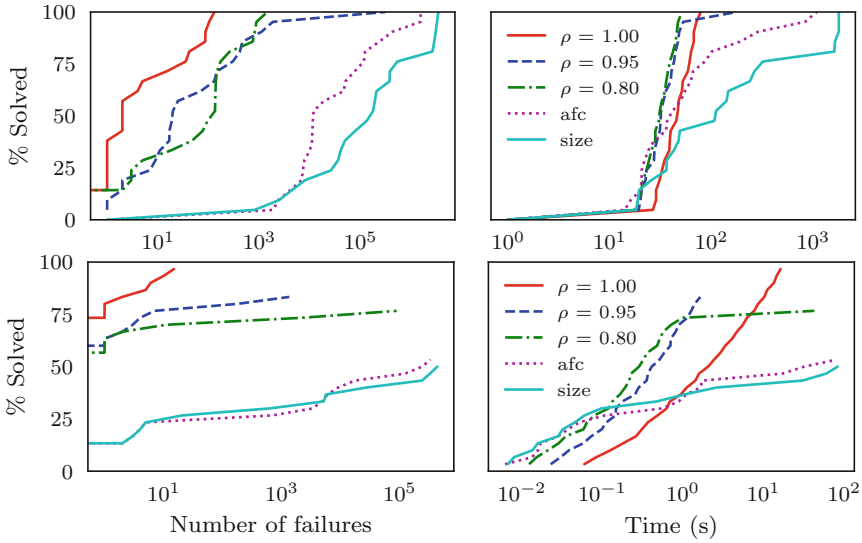 100
75
50
25
0
% Solved
10^1
10^3
10^5
ρ = 1.00
ρ = 0.95
ρ = 0.80
afc
size
10^0
10^1
10^2
10^3
100
75
50
25
0
% Solved
10^1
10^3
10^5
Number of failures
ρ = 1.00
ρ = 0.95
ρ = 0.80
afc
size
10^−2
10^−1
10^0
10^1
10^2
Time (s)